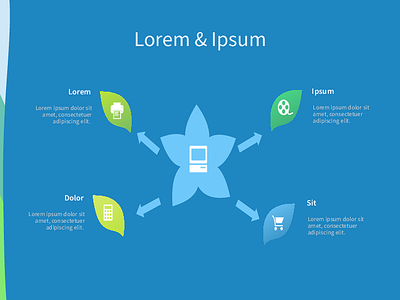 Lorem & Ipsum
Lorem
Lorem ipsum dolor sit
amet, consectetuer
adipiscing elit.
Ipsum
Lorem ipsum dolor sit
amet, consectetuer
adipiscing elit.
Dolor
Lorem ipsum dolor sit
amet, consectetuer
adipiscing elit.
Sit
Lorem ipsum dolor sit
amet, consectetuer
adipiscing elit.